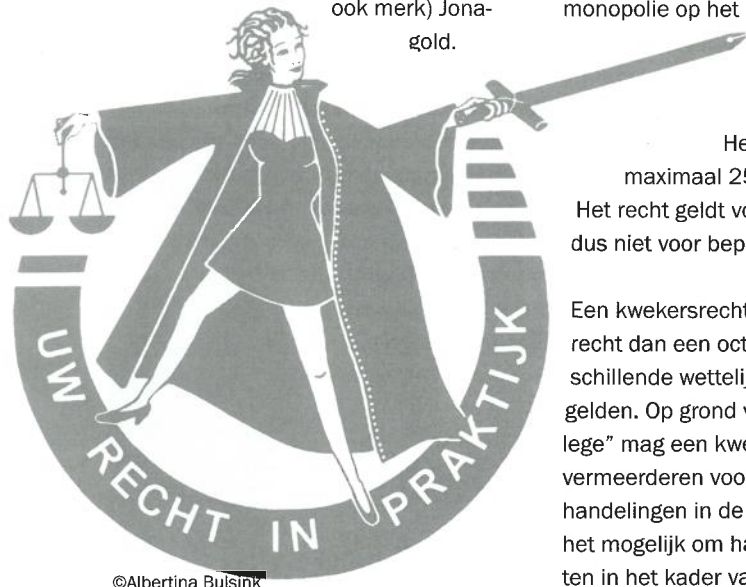 ook merk) Jona-
gold.
UW RECHT IN PRAKTIJK
©Albertina Bulsink
monopolie op het
He
maximaal 25
Het recht geldt vo
dus niet voor bep
Een kwekersrecht
recht dan een oct
schillende wettelij
gelden. Op grond v
lege” mag een kwe
vermeerderen voo
handelingen in de
het mogelijk om ha
ten in het kader va